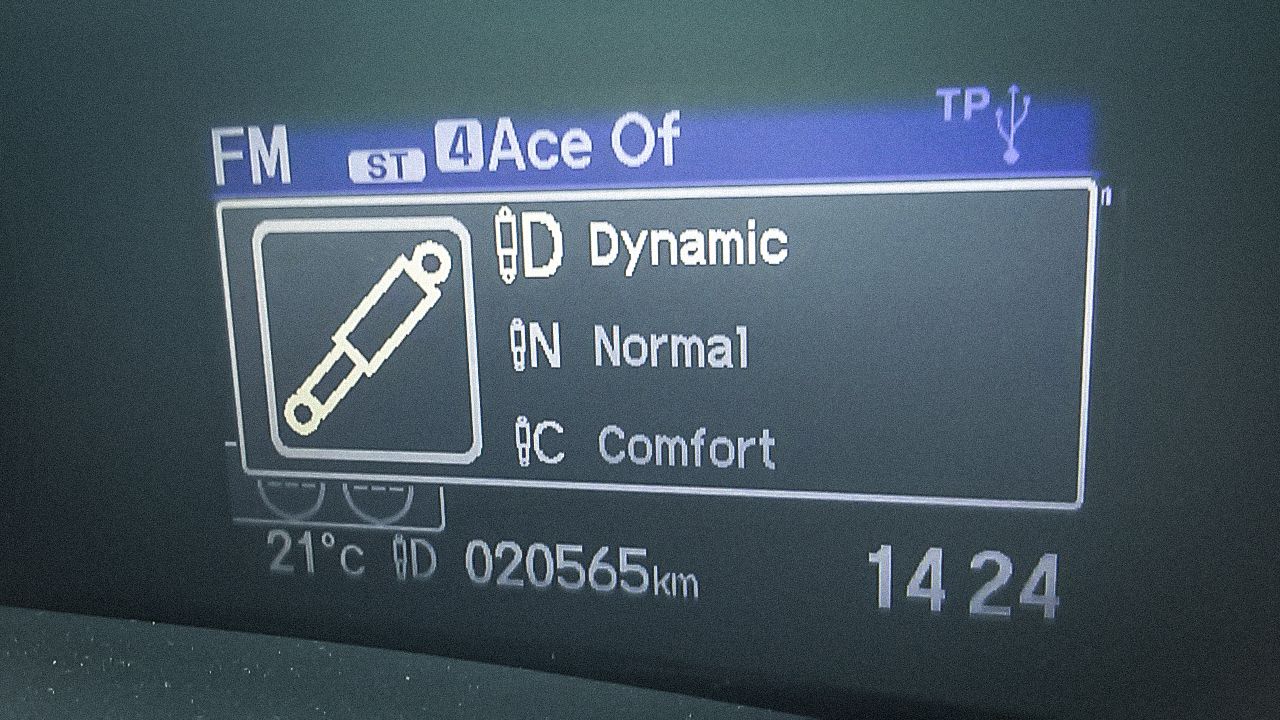 FM ST 4 Ace Of TP
D Dynamic
N Normal
C Comfort
21°C D 020565km 14 24